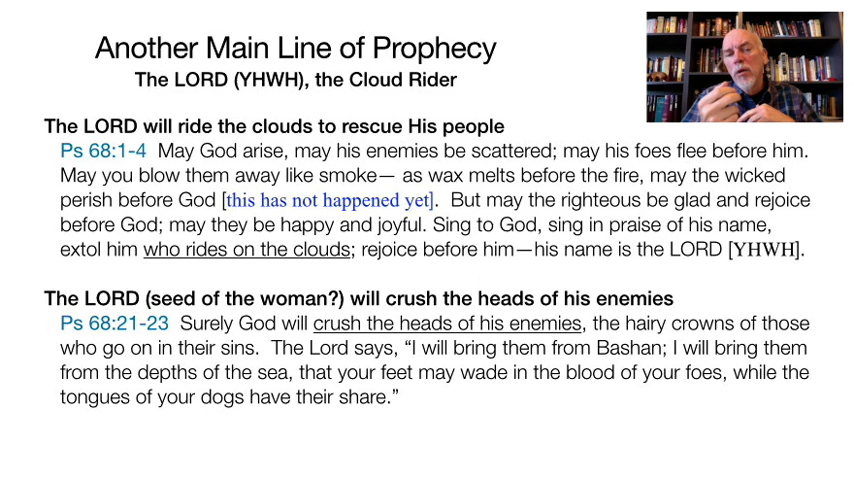 Another Main Line of Prophecy
The LORD (YHWH), the Cloud Rider
The LORD will ride the clouds to rescue His people
Ps 68:1-4 May God arise, may his enemies be scattered; may his foes flee before him.
May you blow them away like smoke— as wax melts before the fire, may the wicked
perish before God [this has not happened yet]. But may the righteous be glad and rejoice
before God; may they be happy and joyful. Sing to God, sing in praise of his name,
extol him who rides on the clouds; rejoice before him—his name is the LORD [YHWH].
The LORD (seed of the woman?) will crush the heads of his enemies
Ps 68:21-23 Surely God will crush the heads of his enemies, the hairy crowns of those
who go on in their sins. The Lord says, “I will bring them from Bashan; I will bring them
from the depths of the sea, that your feet may wade in the blood of your foes, while the
tongues of your dogs have their share.”